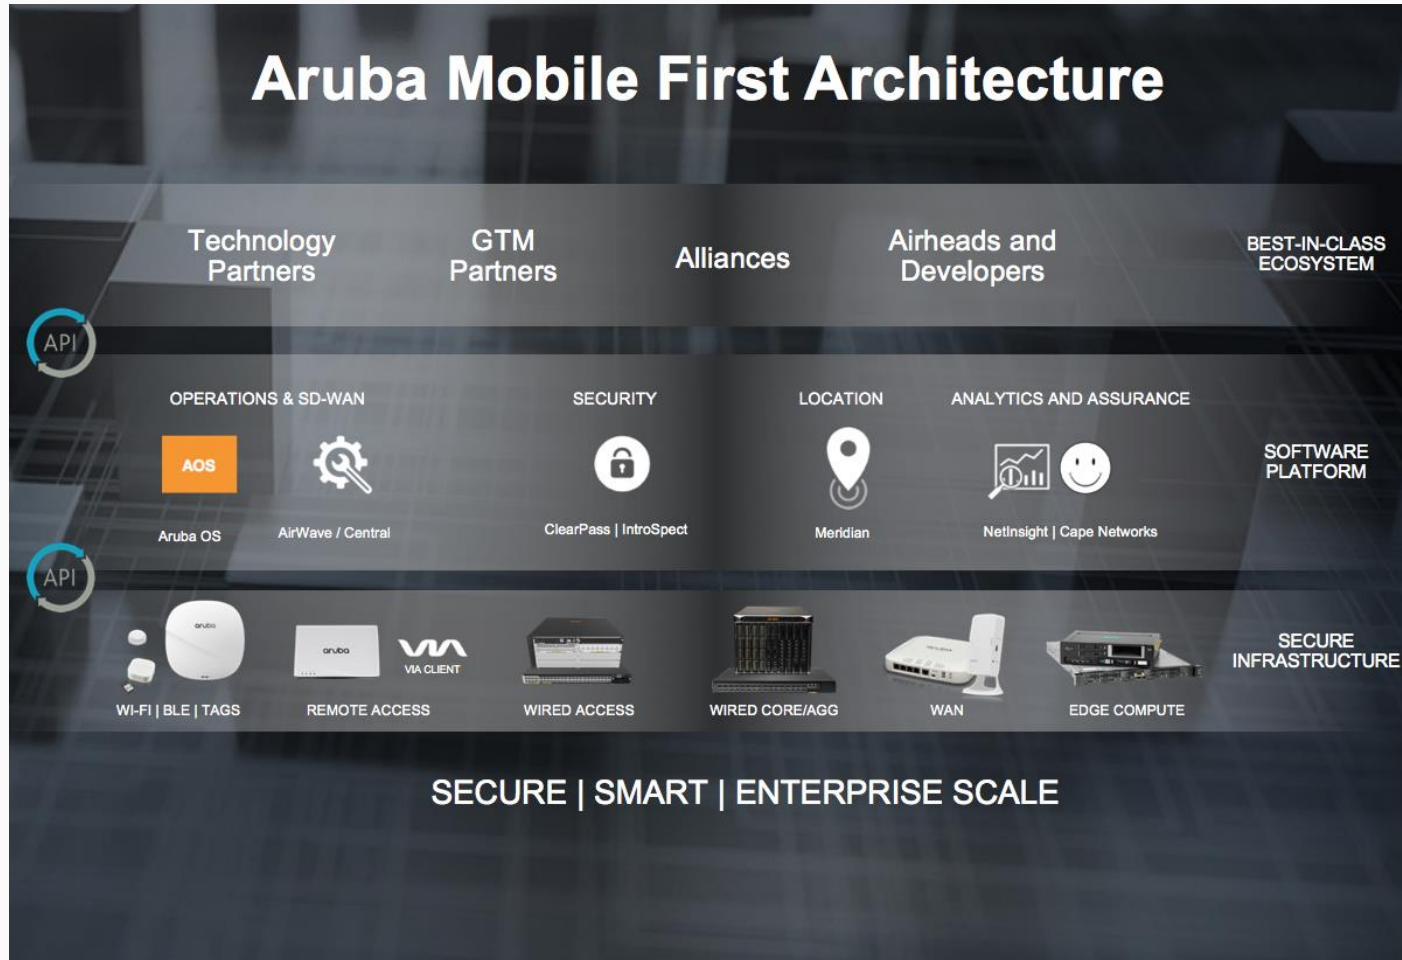 Aruba Mobile First Architecture
Technology
Partners
GTM
Partners
Alliances
Airheads and
Developers
BEST-IN-CLASS
ECOSYSTEM
API
OPERATIONS & SD-WAN
SECURITY
LOCATION
ANALYTICS AND ASSURANCE
AOS
Aruba OS
AirWave / Central
ClearPass | IntroSpect
Meridian
NetInsight | Cape Networks
SOFTWARE
PLATFORM
API
aruba
aruba
VIA
VIA CLIENT
WI-FI | BLE | TAGS
REMOTE ACCESS
WIRED ACCESS
WIRED CORE/AGG
WAN
EDGE COMPUTE
SECURE
INFRASTRUCTURE
SECURE | SMART | ENTERPRISE SCALE